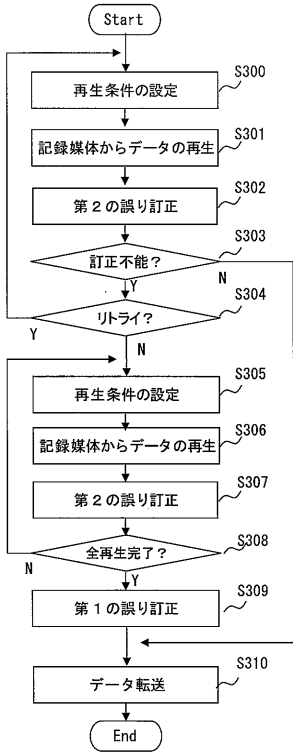 Start
S300
再生条件の設定
S301
記録媒体からデータの再生
S302
第2の誤り訂正
S303
訂正不能?
N
Y
S304
リトライ?
Y
N
S305
再生条件の設定
S306
記録媒体からデータの再生
S307
第2の誤り訂正
S308
全再生完了?
N
Y
S309
第1の誤り訂正
S310
データ転送
End